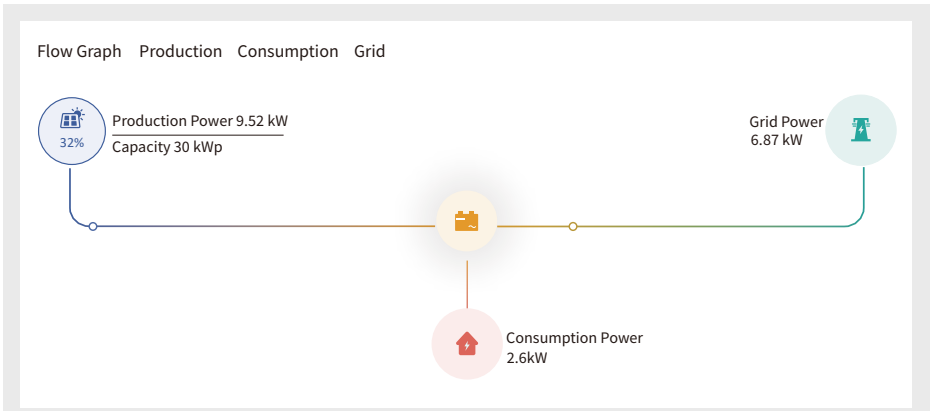 Flow Graph Production Consumption Grid
32%
Production Power 9.52 kW
Capacity 30 kWp
Grid Power
6.87 kW
Consumption Power
2.6kW